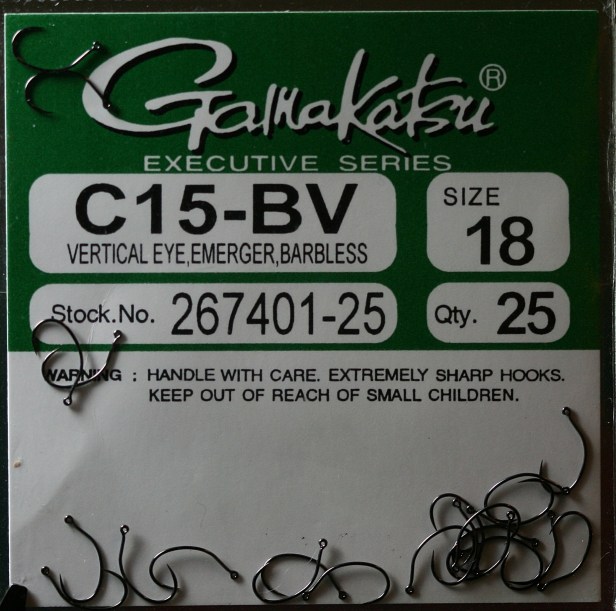 Gamakatsu ®
EXECUTIVE SERIES
C15-BV
VERTICAL EYE,EMERGER,BARBLESS
SIZE
18
Stock.No. 267401-25
Qty. 25
WARNING : HANDLE WITH CARE. EXTREMELY SHARP HOOKS.
KEEP OUT OF REACH OF SMALL CHILDREN.